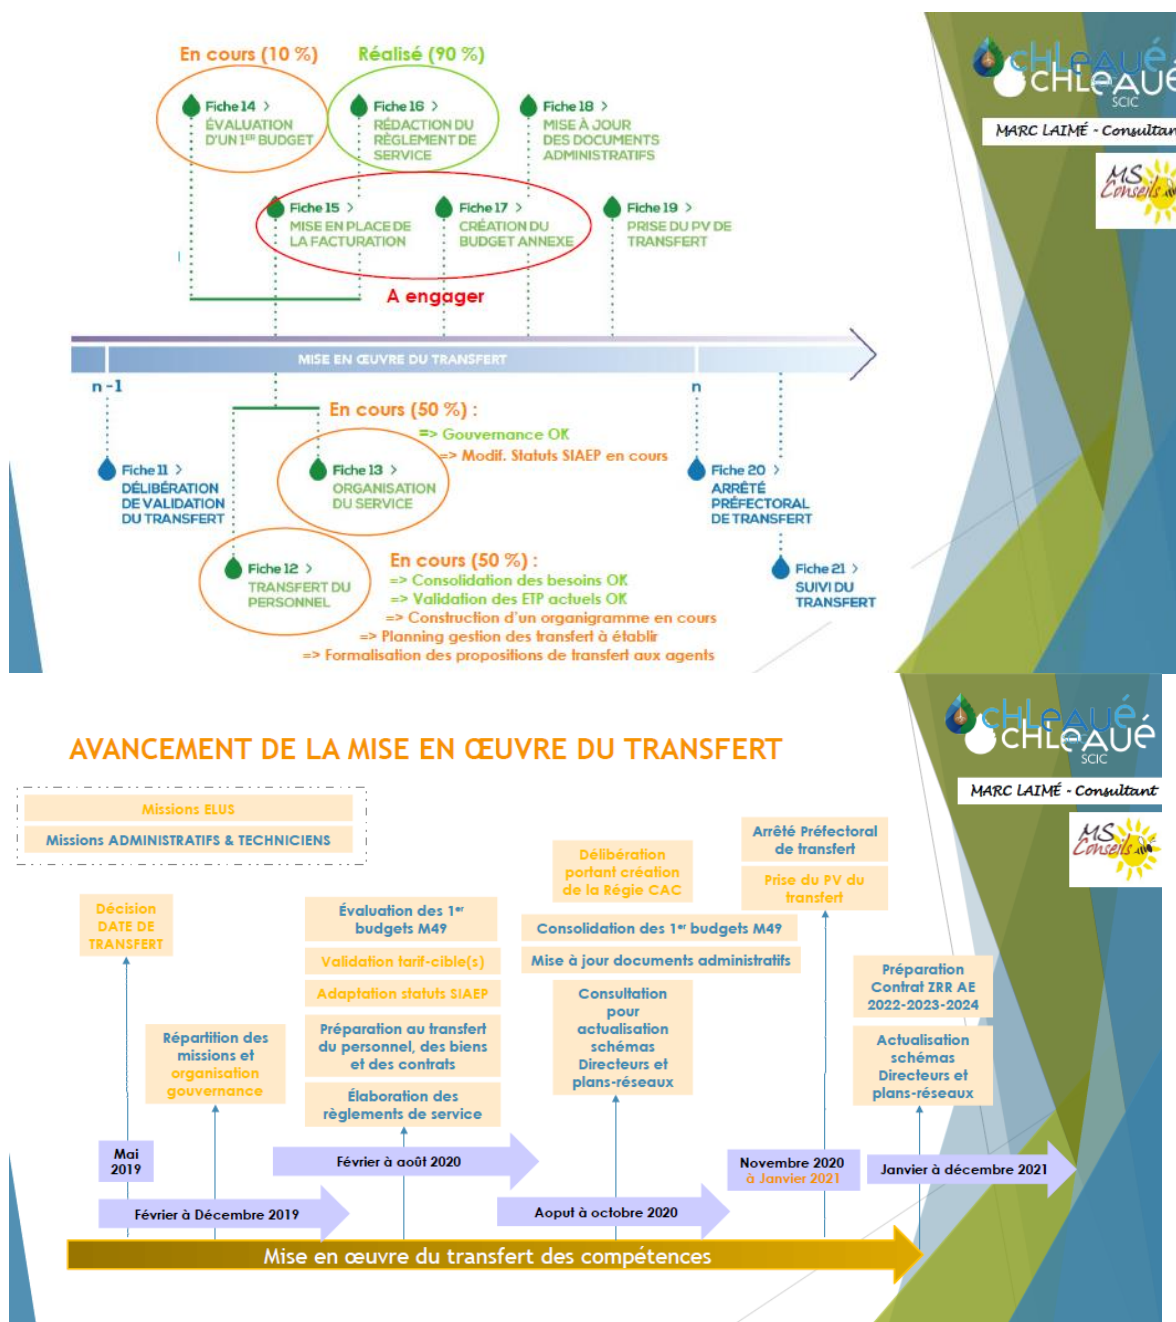 En cours (10 %)
Réalisé (90 %)
Fiche 14 >
ÉVALUATION
D'UN 1ER BUDGET
Fiche 16 >
RÉDACTION DU
RÈGLEMENT DE
SERVICE
Fiche 18 >
MISE À JOUR
DES DOCUMENTS
ADMINISTRATIFS
Fiche 15 >
MISE EN PLACE DE
LA FACTURATION
Fiche 17 >
CRÉATION DU
BUDGET ANNEXE
Fiche 19 >
PRISE DU PV DE
TRANSFERT
A engager
MISE EN ŒUVRE DU TRANSFERT
n -1
n
En cours (50 %) :
=> Gouvernance OK
=> Modif. Statuts SIAEP en cours
Fiche 11 >
DÉLIBÉRATION
DE VALIDATION
DU TRANSFERT
Fiche 13 >
ORGANISATION
DU SERVICE
Fiche 20 >
ARRÊTÉ
PRÉFECTORAL
DE TRANSFERT
Fiche 12 >
TRANSFERT DU
PERSONNEL
En cours (50 %) :
=> Consolidation des besoins OK
=> Validation des ETP actuels OK
=> Construction d'un organigramme en cours
=> Planning gestion des transfert à établir
=> Formalisation des propositions de transfert aux agents
Fiche 21 >
SUIVI DU
TRANSFERT
CHLEAUÉ
CHLEAUÉ
SCIC
MARC LAIMÉ - Consultan
MS
Conseils
AVANCEMENT DE LA MISE EN ŒUVRE DU TRANSFERT
CHLEAUÉ
CHLEAUÉ
SCIC
MARC LAIMÉ - Consultant
MS
Conseils
Missions ELUS
Missions ADMINISTRATIFS & TECHNICIENS
Décision
DATE DE
TRANSFERT
Répartition des
missions et
organisation
gouvernance
Évaluation des 1er
budgets M49
Validation tarif-cible(s)
Adaptation statuts SIAEP
Préparation au transfert
du personnel, des biens
et des contrats
Élaboration des
règlements de service
Délibération
portant création
de la Régie CAC
Consolidation des 1er budgets M49
Mise à jour documents administratifs
Consultation
pour
actualisation
schémas
Directeurs et
plans-réseaux
Arrêté Préfectoral
de transfert
Prise du PV du
transfert
Préparation
Contrat ZRR AE
2022-2023-2024
Actualisation
schémas
Directeurs et
plans-réseaux
Mai
2019
Février à Décembre 2019
Février à août 2020
Aoput à octobre 2020
Novembre 2020
à Janvier 2021
Janvier à décembre 2021
Mise en œuvre du transfert des compétences